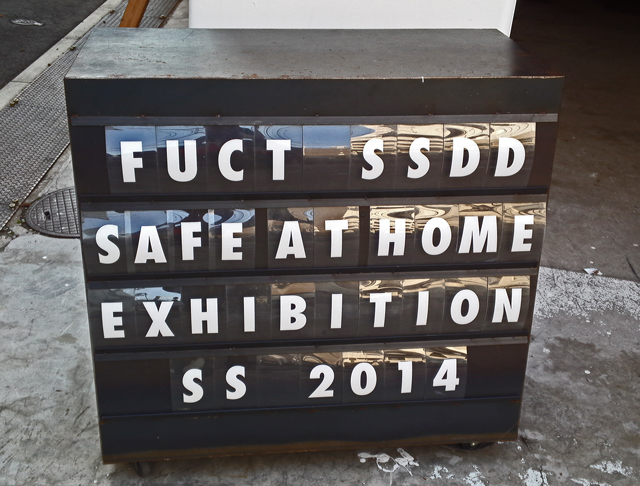 FUCT SSDD
SAFE AT HOME
EXHIBITION
SS 2014